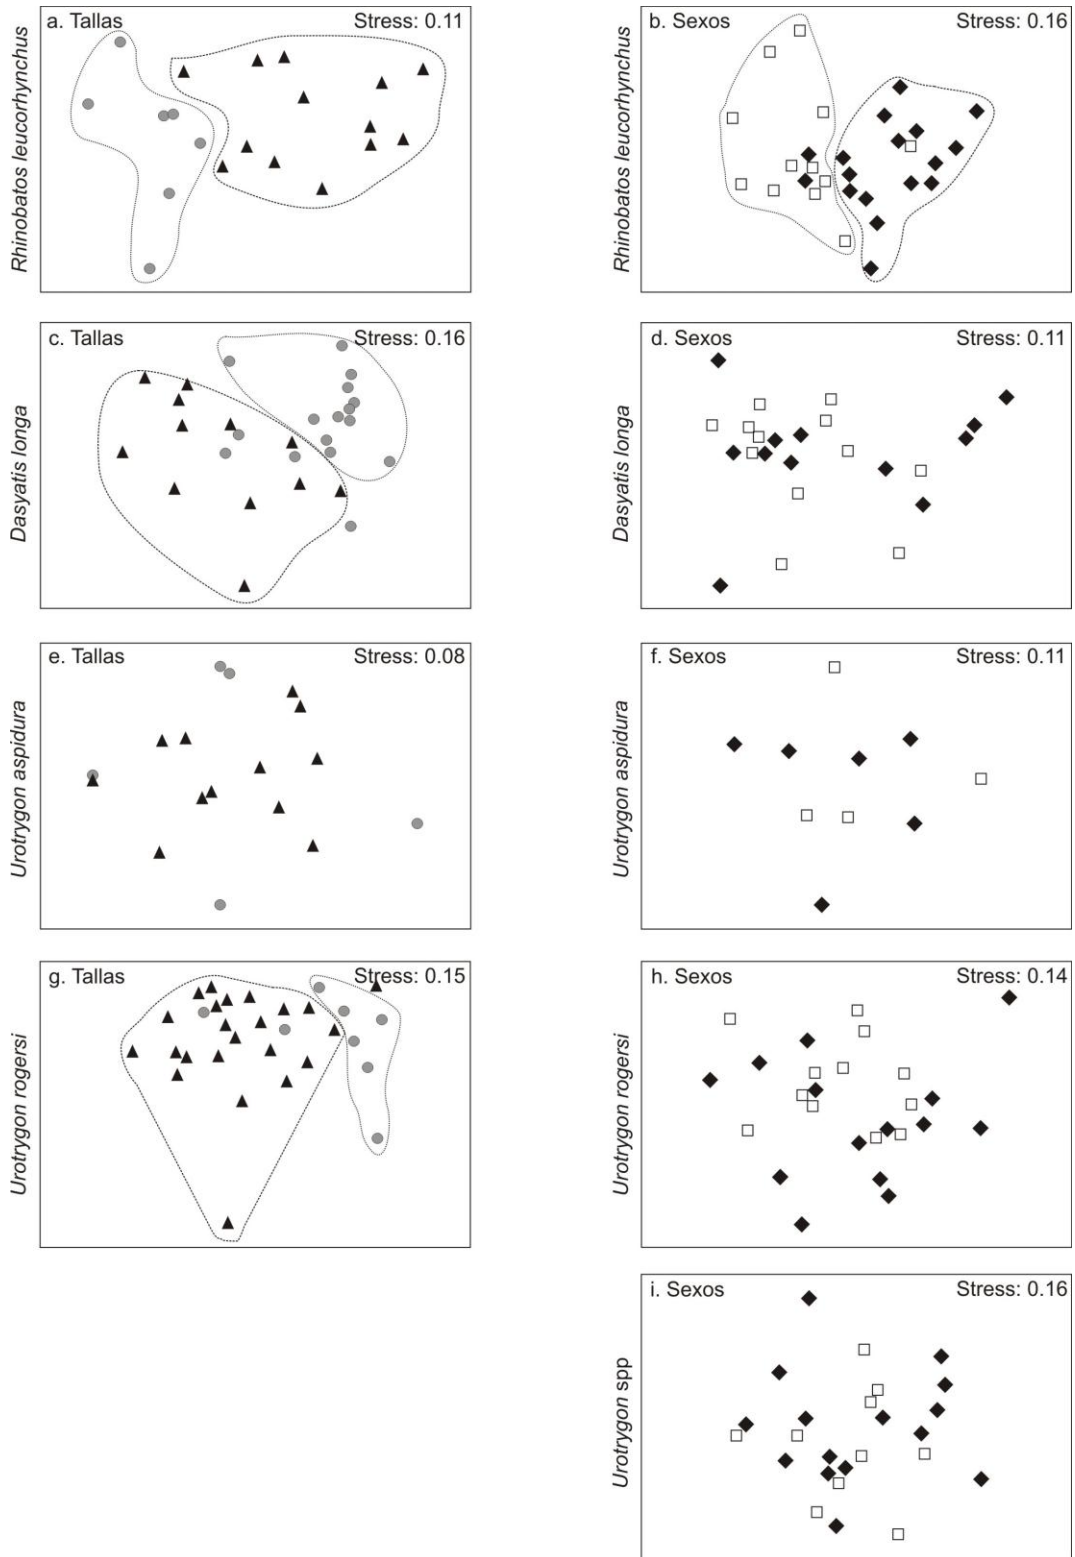 a. Tallas Stress: 0.11
Rhinobatos leucorhynchus
b. Sexos Stress: 0.16
Rhinobatos leucorhynchus
c. Tallas Stress: 0.16
Dasyatis longa
d. Sexos Stress: 0.11
Dasyatis longa
e. Tallas Stress: 0.08
Urotrygon aspidura
f. Sexos Stress: 0.11
Urotrygon aspidura
g. Tallas Stress: 0.15
Urotrygon rogersi
h. Sexos Stress: 0.14
Urotrygon rogersi
i. Sexos Stress: 0.16
Urotrygon spp